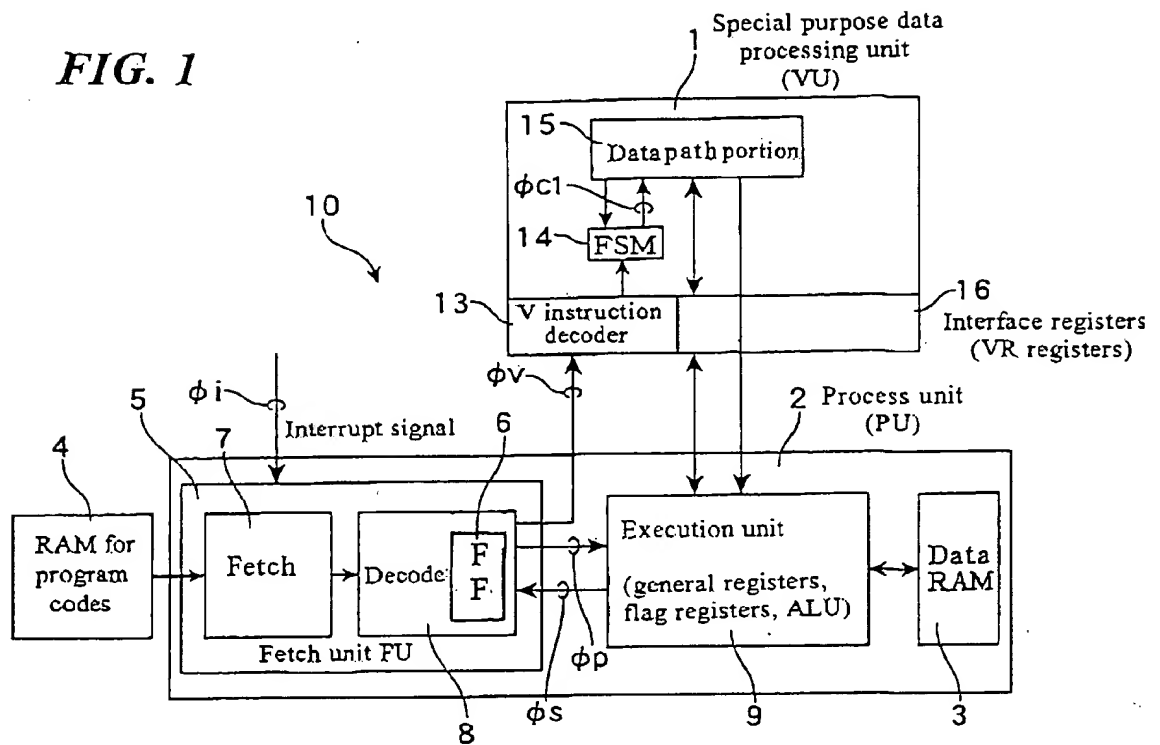 FIG. 1
1
Special purpose data
processing unit
(VU)
15
Datapath portion
φc1
10
14
FSM
13
V instruction
decoder
16
Interface registers
(VR registers)
φv
φi
Interrupt signal
2
Process unit
(PU)
4
5
7
6
RAM for
program
codes
Fetch
Decode
F
F
Execution unit
(general registers,
flag registers, ALU)
Data
RAM
Fetch unit FU
8
φs
φp
9
3